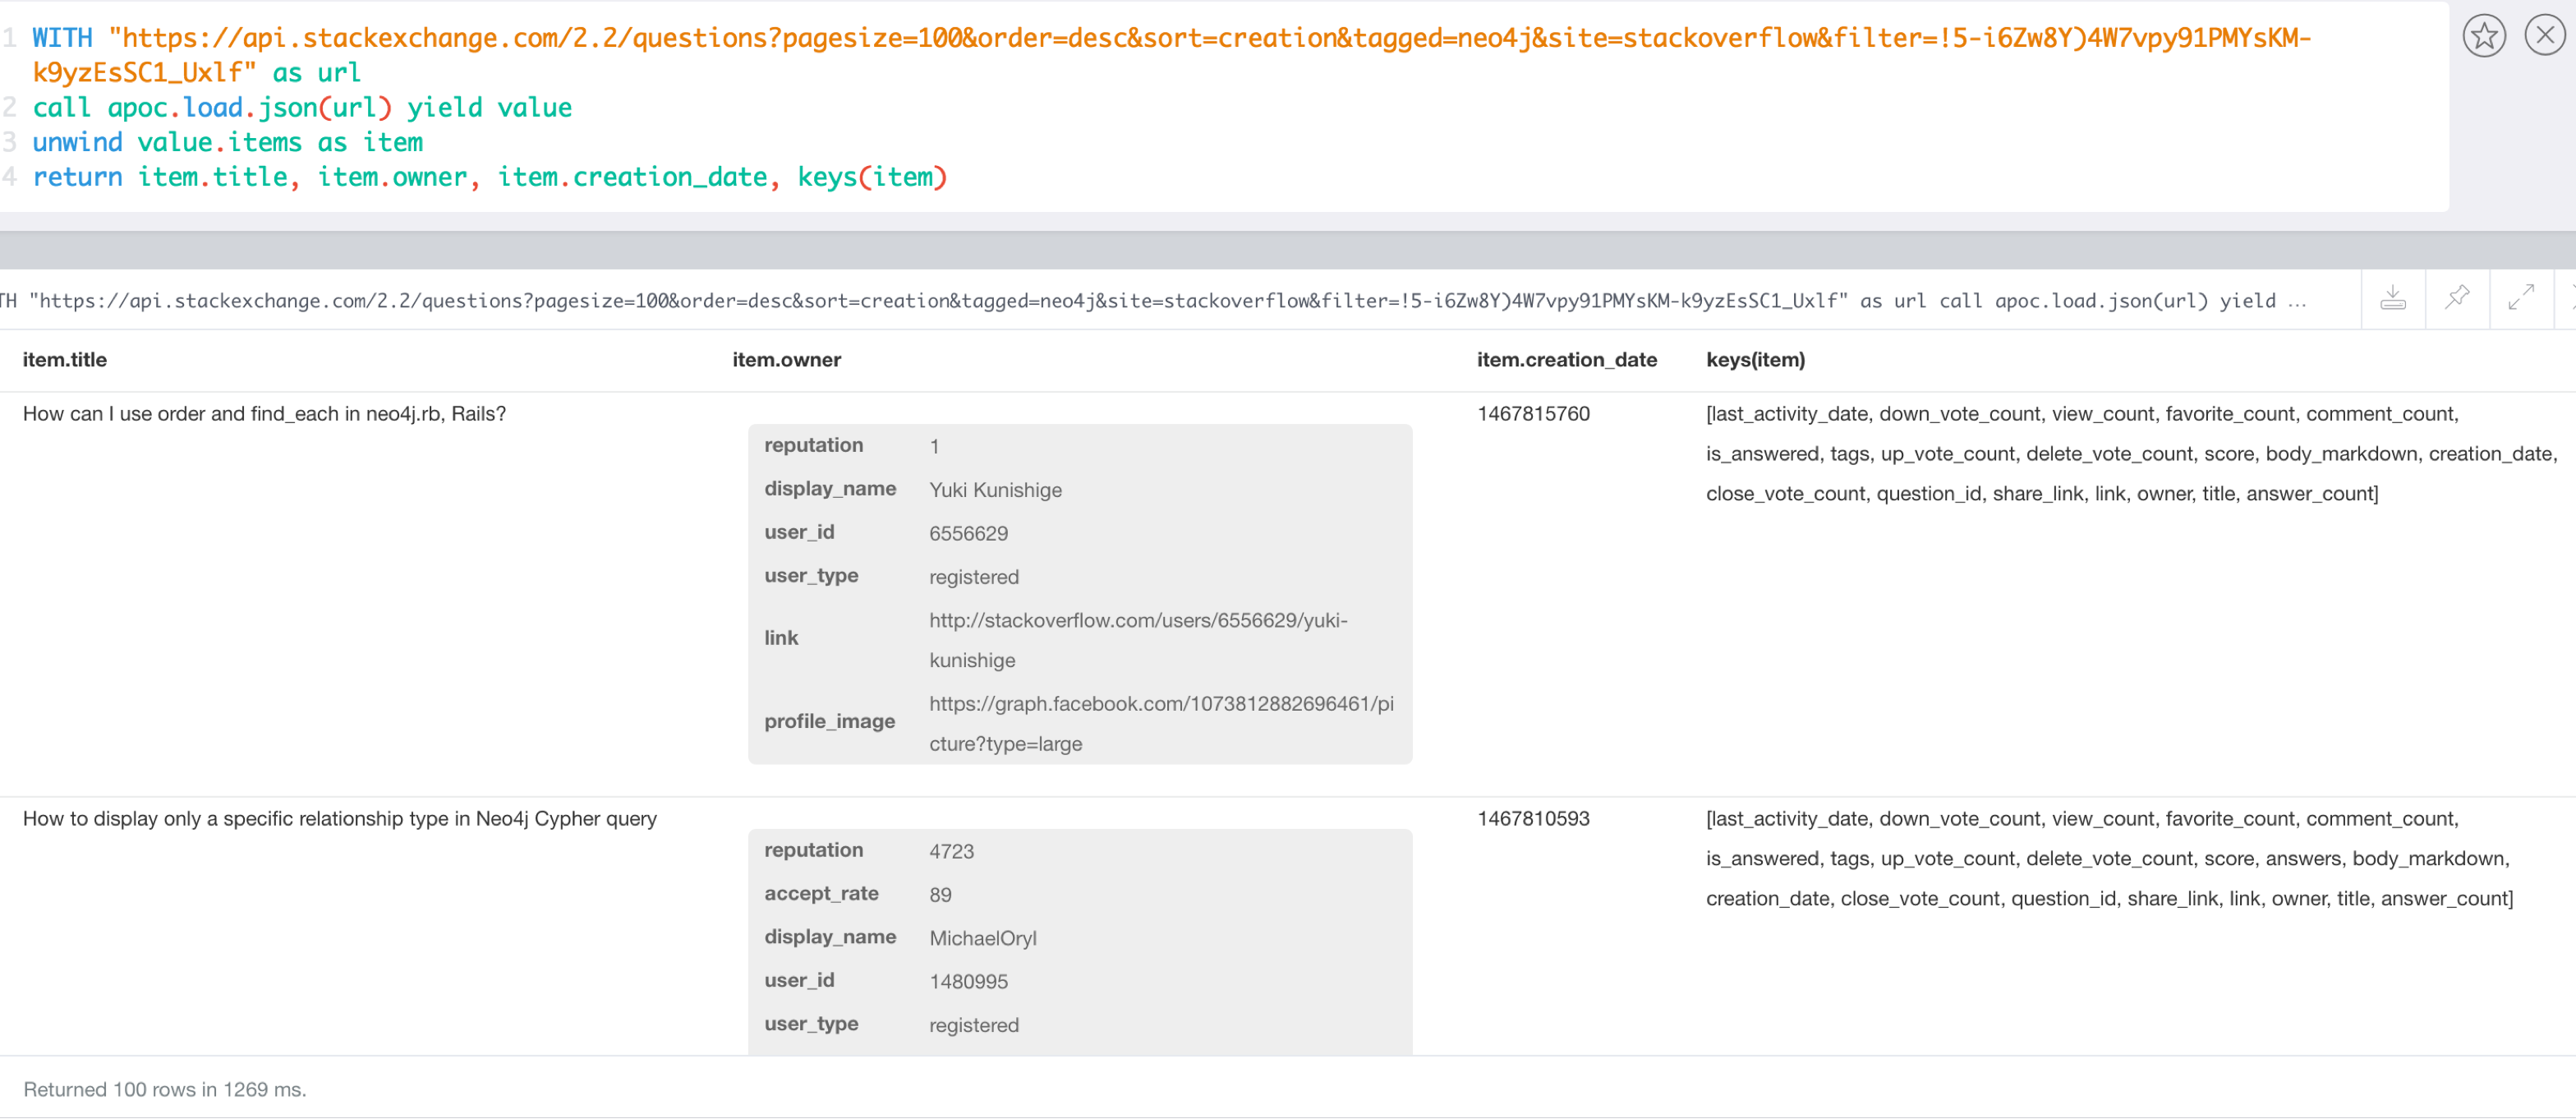 1 WITH "https://api.stackexchange.com/2.2/questions?pagesize=100&order=desc&sort=creation&tagged=neo4j&site=stackoverflow&filter=!5-i6Zw8Y)4W7vpy91PMYsKM-
k9yzEsSC1_Uxlf" as url
2 call apoc.load.json(url) yield value
3 unwind value.items as item
4 return item.title, item.owner, item.creation_date, keys(item)
TH "https://api.stackexchange.com/2.2/questions?pagesize=100&order=desc&sort=creation&tagged=neo4j&site=stackoverflow&filter=!5-i6Zw8Y)4W7vpy91PMYsKM-k9yzEsSC1_Uxlf" as url call apoc.load.json(url) yield ...
item.title item.owner item.creation_date keys(item)
How can I use order and find_each in neo4j.rb, Rails?
reputation 1
display_name Yuki Kunishige
user_id 6556629
user_type registered
link http://stackoverflow.com/users/6556629/yuki-
kunishige
profile_image https://graph.facebook.com/1073812882696461/pi
cture?type=large
1467815760
[last_activity_date, down_vote_count, view_count, favorite_count, comment_count,
is_answered, tags, up_vote_count, delete_vote_count, score, body_markdown, creation_date,
close_vote_count, question_id, share_link, link, owner, title, answer_count]
How to display only a specific relationship type in Neo4j Cypher query
reputation 4723
accept_rate 89
display_name MichaelOryl
user_id 1480995
user_type registered
1467810593
[last_activity_date, down_vote_count, view_count, favorite_count, comment_count,
is_answered, tags, up_vote_count, delete_vote_count, score, answers, body_markdown,
creation_date, close_vote_count, question_id, share_link, link, owner, title, answer_count]
Returned 100 rows in 1269 ms.